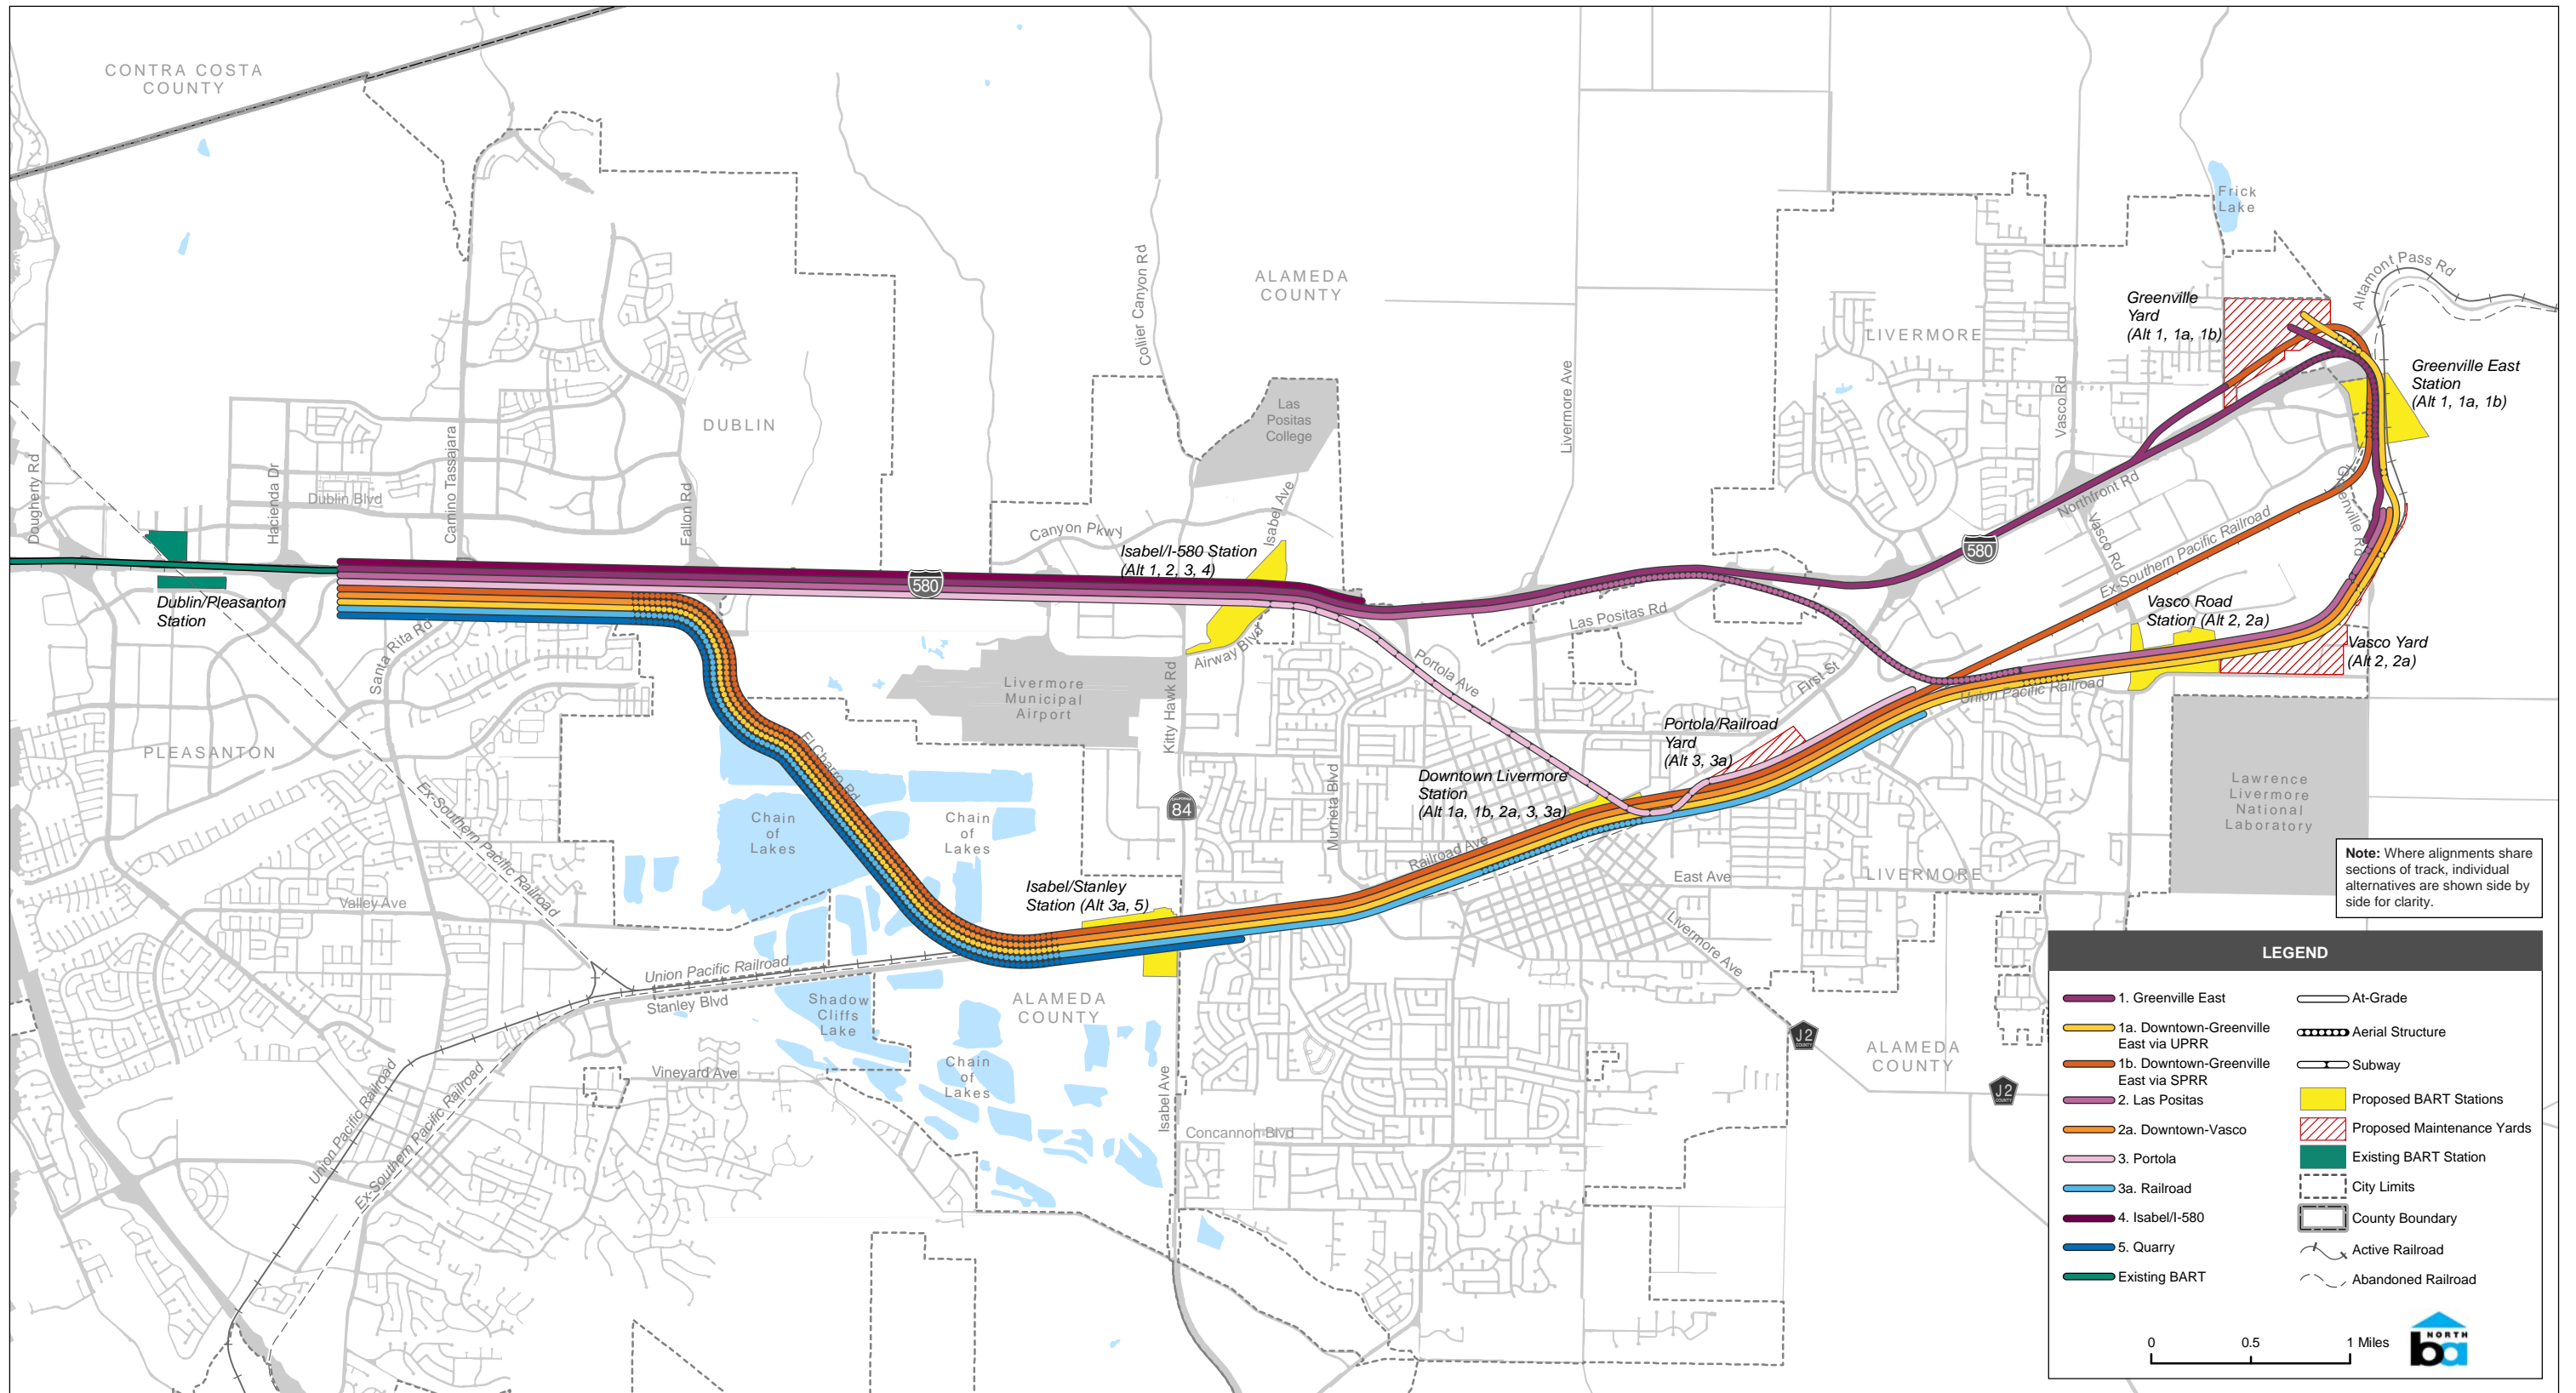 CONTRA COSTA
COUNTY
Dougherty Rd
Hacienda Dr
Dublin Blvd
Camino Tassajara
Fallon Rd
DUBLIN
Collier Canyon Rd
ALAMEDA
COUNTY
Las
Positas
College
Canyon Pkwy
Isabel Ave
Isabel/I-580 Station
(Alt 1, 2, 3, 4)
580
Livermore Ave
LIVERMORE
Vasco Rd
Frick
Lake
Altamont Pass Rd
Greenville
Yard
(Alt 1, 1a, 1b)
Greenville East
Station
(Alt 1, 1a, 1b)
Northfront Rd
580
Vasco Rd
Greenville Rd
Ex-Southern Pacific Railroad
Dublin/Pleasanton
Station
Santa Rita Rd
PLEASANTON
Livermore
Municipal
Airport
Kitty Hawk Rd
Airway Blvd
Las Positas Rd
Portola Ave
First St
Vasco Road
Station (Alt 2, 2a)
Vasco Yard
(Alt 2, 2a)
Union Pacific Railroad
Portola/Railroad
Yard
(Alt 3, 3a)
Downtown Livermore
Station
(Alt 1a, 1b, 2a, 3, 3a)
El Charro Rd
Chain
of
Lakes
Chain
of
Lakes
84
Murrieta Blvd
Railroad Ave
Lawrence
Livermore
National
Laboratory
Ex-Southern Pacific Railroad
Valley Ave
Isabel/Stanley
Station (Alt 3a, 5)
East Ave
LIVERMORE
Livermore Ave
Union Pacific Railroad
Stanley Blvd
Shadow
Cliffs
Lake
ALAMEDA
COUNTY
Chain
of
Lakes
Vineyard Ave
Isabel Ave
Concannon Blvd
Union Pacific Railroad
Ex-Southern Pacific Railroad
J2
COUNTY
ALAMEDA
COUNTY
J2
COUNTY
Note: Where alignments share
sections of track, individual
alternatives are shown side by
side for clarity.
LEGEND
1. Greenville East
1a. Downtown-Greenville
East via UPRR
1b. Downtown-Greenville
East via SPRR
2. Las Positas
2a. Downtown-Vasco
3. Portola
3a. Railroad
4. Isabel/I-580
5. Quarry
Existing BART
At-Grade
Aerial Structure
Subway
Proposed BART Stations
Proposed Maintenance Yards
Existing BART Station
City Limits
County Boundary
Active Railroad
Abandoned Railroad
0 0.5 1 Miles
NORTH
ba